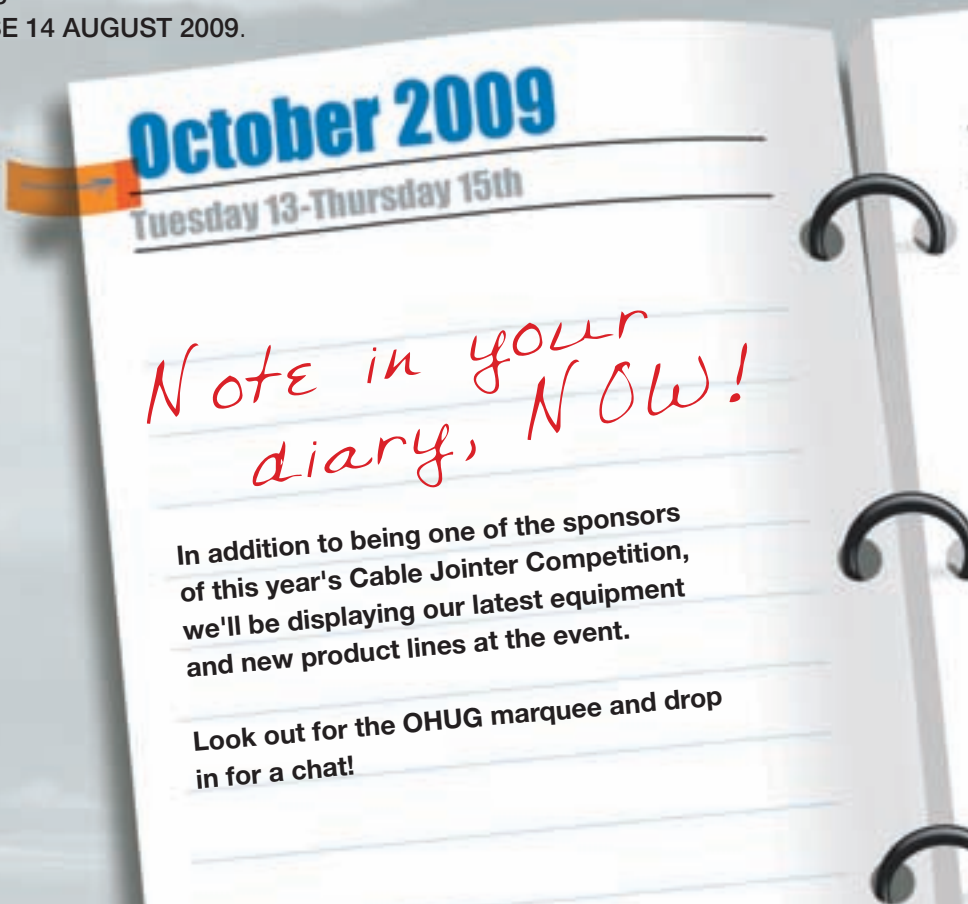 14 AUGUST 2009.
October 2009
Tuesday 13-Thursday 15th
Note in your
diary, NOW!
In addition to being one of the sponsors
of this year's Cable Jointer Competition,
we'll be displaying our latest equipment
and new product lines at the event.
Look out for the OHUG marquee and drop
in for a chat!